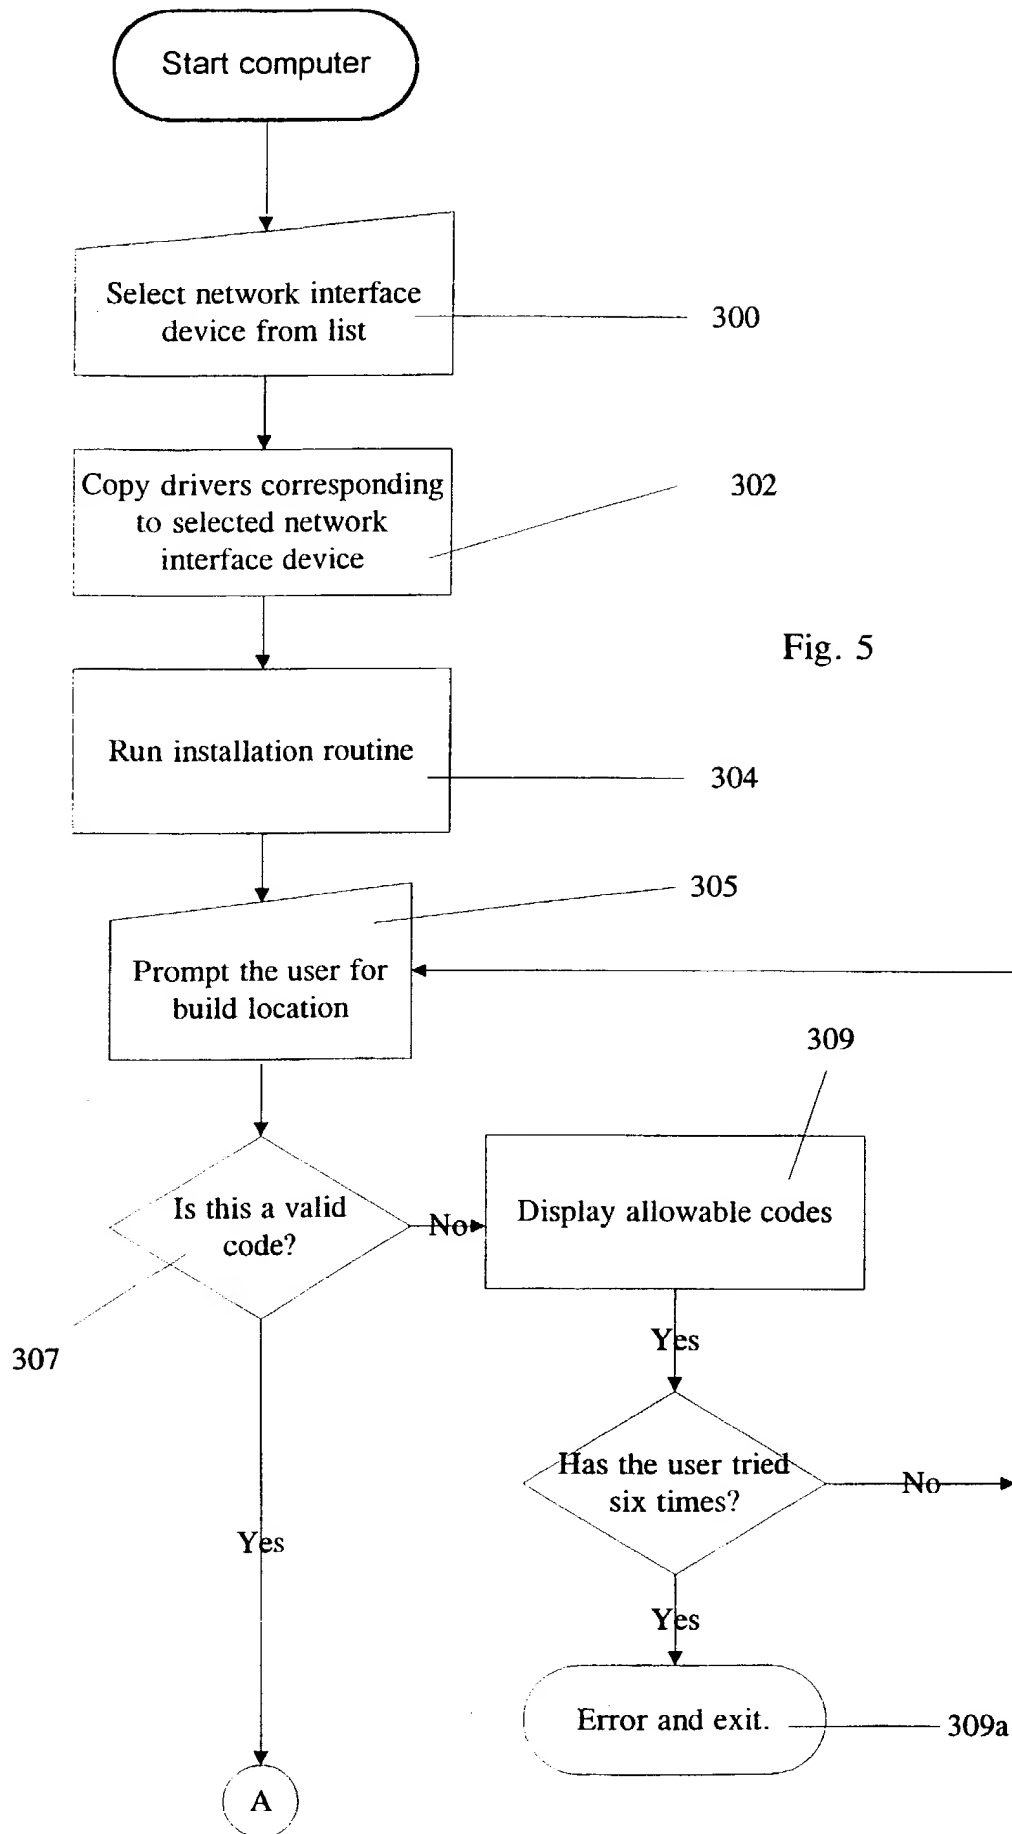 Start computer
Select network interface
device from list
300
Copy drivers corresponding
to selected network
interface device
302
Fig. 5
Run installation routine
304
305
Prompt the user for
build location
309
Is this a valid
code?
No
Display allowable codes
307
Yes
Has the user tried
six times?
No
Yes
Yes
Error and exit.
309a
A